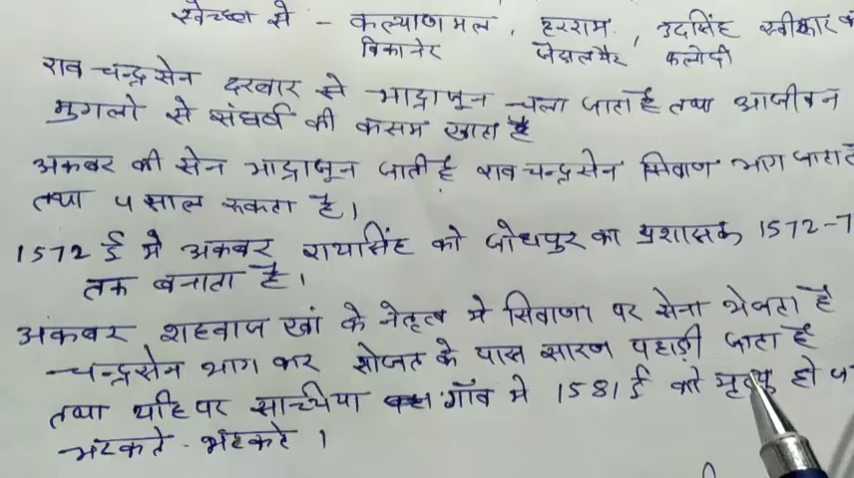 स्वेच्छा से - कल्याण मल, हरराम, उदसिंह स्वीकार
बिकानेर जैसलमेर फलोदी
राव चन्द्रसेन दरबार से भाद्राजून चला जाता है तथा आजीवन
मुगलो से संघर्ष की कसम खाता है
अकबर की सेन भाद्राजून जाती है राव चन्द्रसेन सिवाण भाग जाता
तथा 4 साल रूकता है।
1572 ई मे अकबर रायसिंह को जोधपुर का प्रशासक 1572-7
तक बनाता है।
अकबर शहबाज खां के नेतृत्व मे सिवाणा पर सेना भेजता है
चन्द्रसेन भाग कर सोजत के पास सारण पहाड़ी जाता है
तथा यहि पर साच्चिया गाँव मे 1581 ई को मृत्यु हो
भटकते - भटकते।